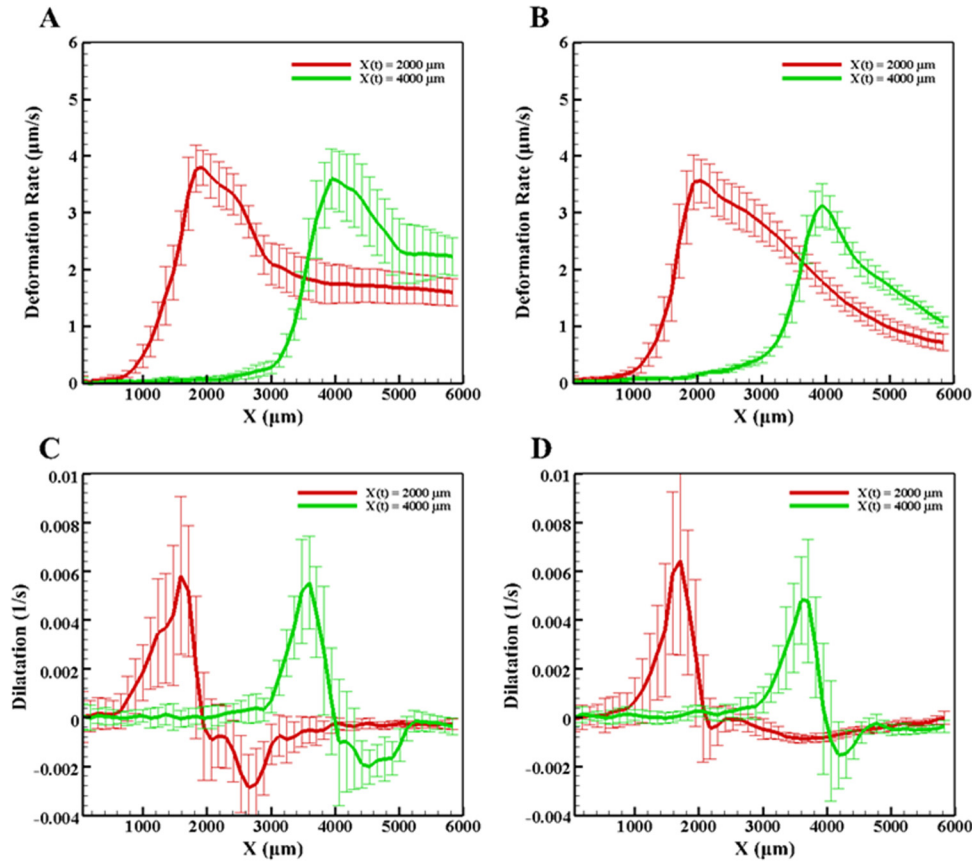 A
X(t) = 2000 µm
X(t) = 4000 µm
Deformation Rate (µm/s)
6
5
4
3
2
1
0
1000 2000 3000 4000 5000 6000
X (µm)
B
X(t) = 2000 µm
X(t) = 4000 µm
Deformation Rate (µm/s)
6
5
4
3
2
1
0
1000 2000 3000 4000 5000 6000
X (µm)
C
X(t) = 2000 µm
X(t) = 4000 µm
Dilatation (1/s)
0.01
0.008
0.006
0.004
0.002
0
-0.002
-0.004
1000 2000 3000 4000 5000 6000
X (µm)
D
X(t) = 2000 µm
X(t) = 4000 µm
Dilatation (1/s)
0.01
0.008
0.006
0.004
0.002
0
-0.002
-0.004
1000 2000 3000 4000 5000 6000
X (µm)